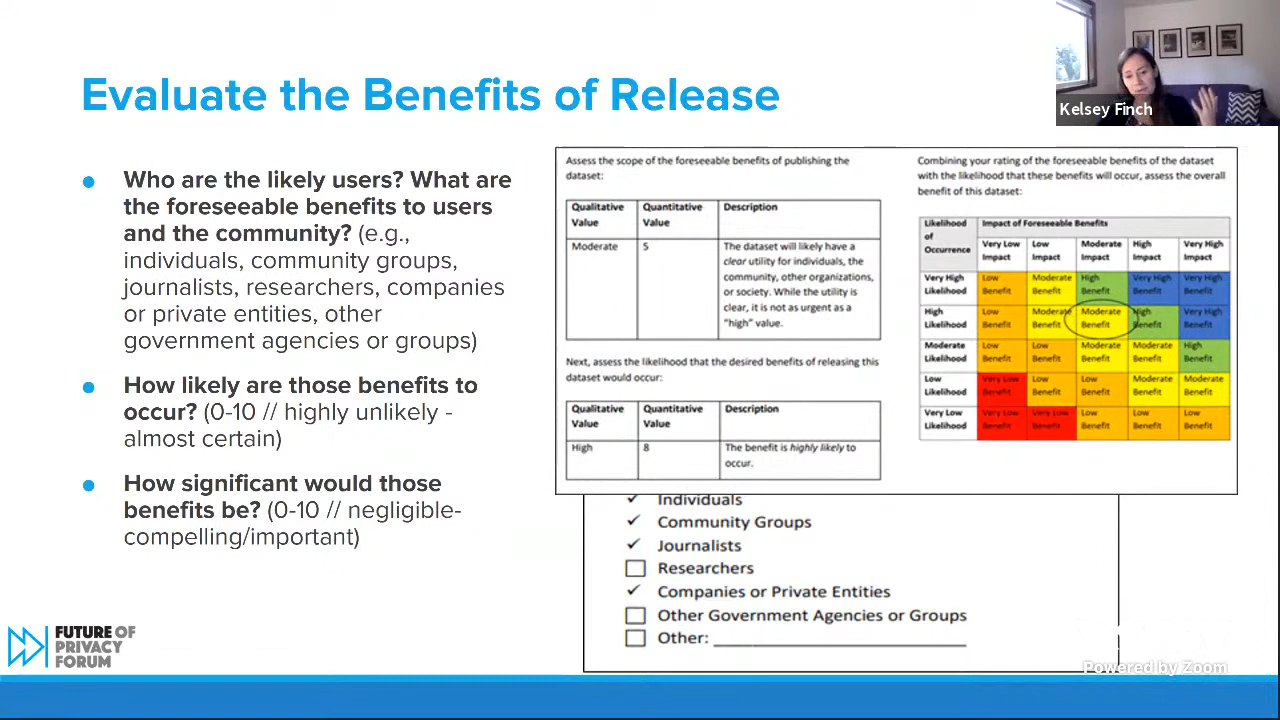 Kelsey Finch
Evaluate the Benefits of Release
● Who are the likely users? What are
the foreseeable benefits to users
and the community? (e.g.,
individuals, community groups,
journalists, researchers, companies
or private entities, other
government agencies or groups)
● How likely are those benefits to
occur? (0-10 // highly unlikely -
almost certain)
● How significant would those
benefits be? (0-10 // negligible-
compelling/important)
Assess the scope of the foreseeable benefits of publishing the
dataset:
Qualitative Value Quantitative Value Description
Moderate 5 The dataset will likely have a
clear utility for individuals, the
community, other organizations,
or society. While the utility is
clear, it is not as urgent as a
“high” value.
Next, assess the likelihood that the desired benefits of releasing this
dataset would occur:
Qualitative Value Quantitative Value Description
High 8 The benefit is highly likely to
occur.
Combining your rating of the foreseeable benefits of the dataset
with the likelihood that these benefits will occur, assess the overall
benefit of this dataset:
Likelihood of Occurrence Impact of Foreseeable Benefits
Very Low Impact Low Impact Moderate Impact High Impact Very High Impact
Very High Likelihood Low Benefit Moderate Benefit High Benefit Very High Benefit Very High Benefit
High Likelihood Low Benefit Moderate Benefit Moderate Benefit High Benefit Very High Benefit
Moderate Likelihood Low Benefit Low Benefit Moderate Benefit Moderate Benefit High Benefit
Low Likelihood Very Low Benefit Low Benefit Low Benefit Moderate Benefit Moderate Benefit
Very Low Likelihood Very Low Benefit Very Low Benefit Low Benefit Low Benefit Low Benefit
✓ Individuals
✓ Community Groups
✓ Journalists
☐ Researchers
✓ Companies or Private Entities
☐ Other Government Agencies or Groups
☐ Other: ____________________
FUTURE OF
PRIVACY
FORUM
Powered by Zoom